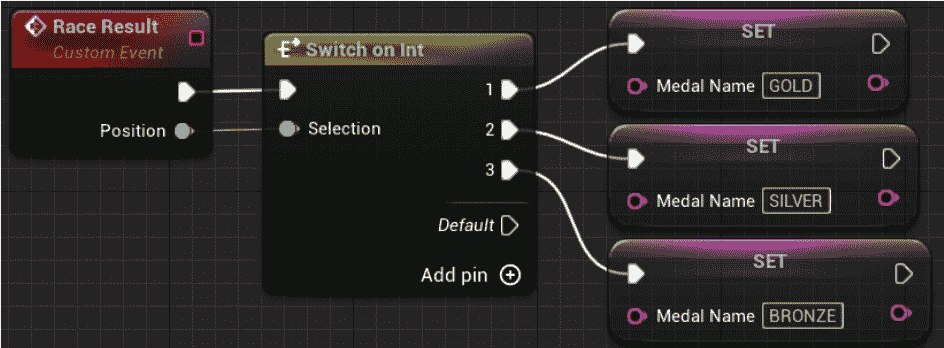 Race Result
Custom Event
Position
Switch on Int
1
Selection
2
3
Default
Add pin
SET
Medal Name GOLD
SET
Medal Name SILVER
SET
Medal Name BRONZE